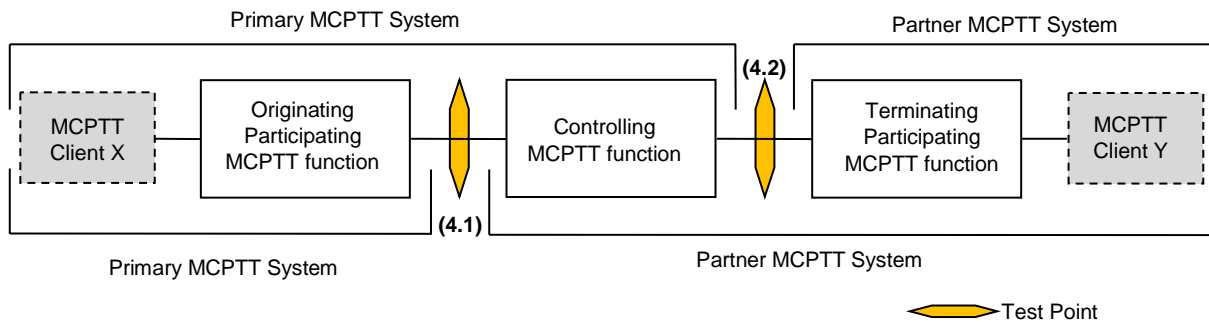 Primary MCPTT System
Partner MCPTT System
(4.2)
MCPTT
Client X
Originating
Participating
MCPTT function
Controlling
MCPTT function
Terminating
Participating
MCPTT function
MCPTT
Client Y
(4.1)
Primary MCPTT System
Partner MCPTT System
Test Point